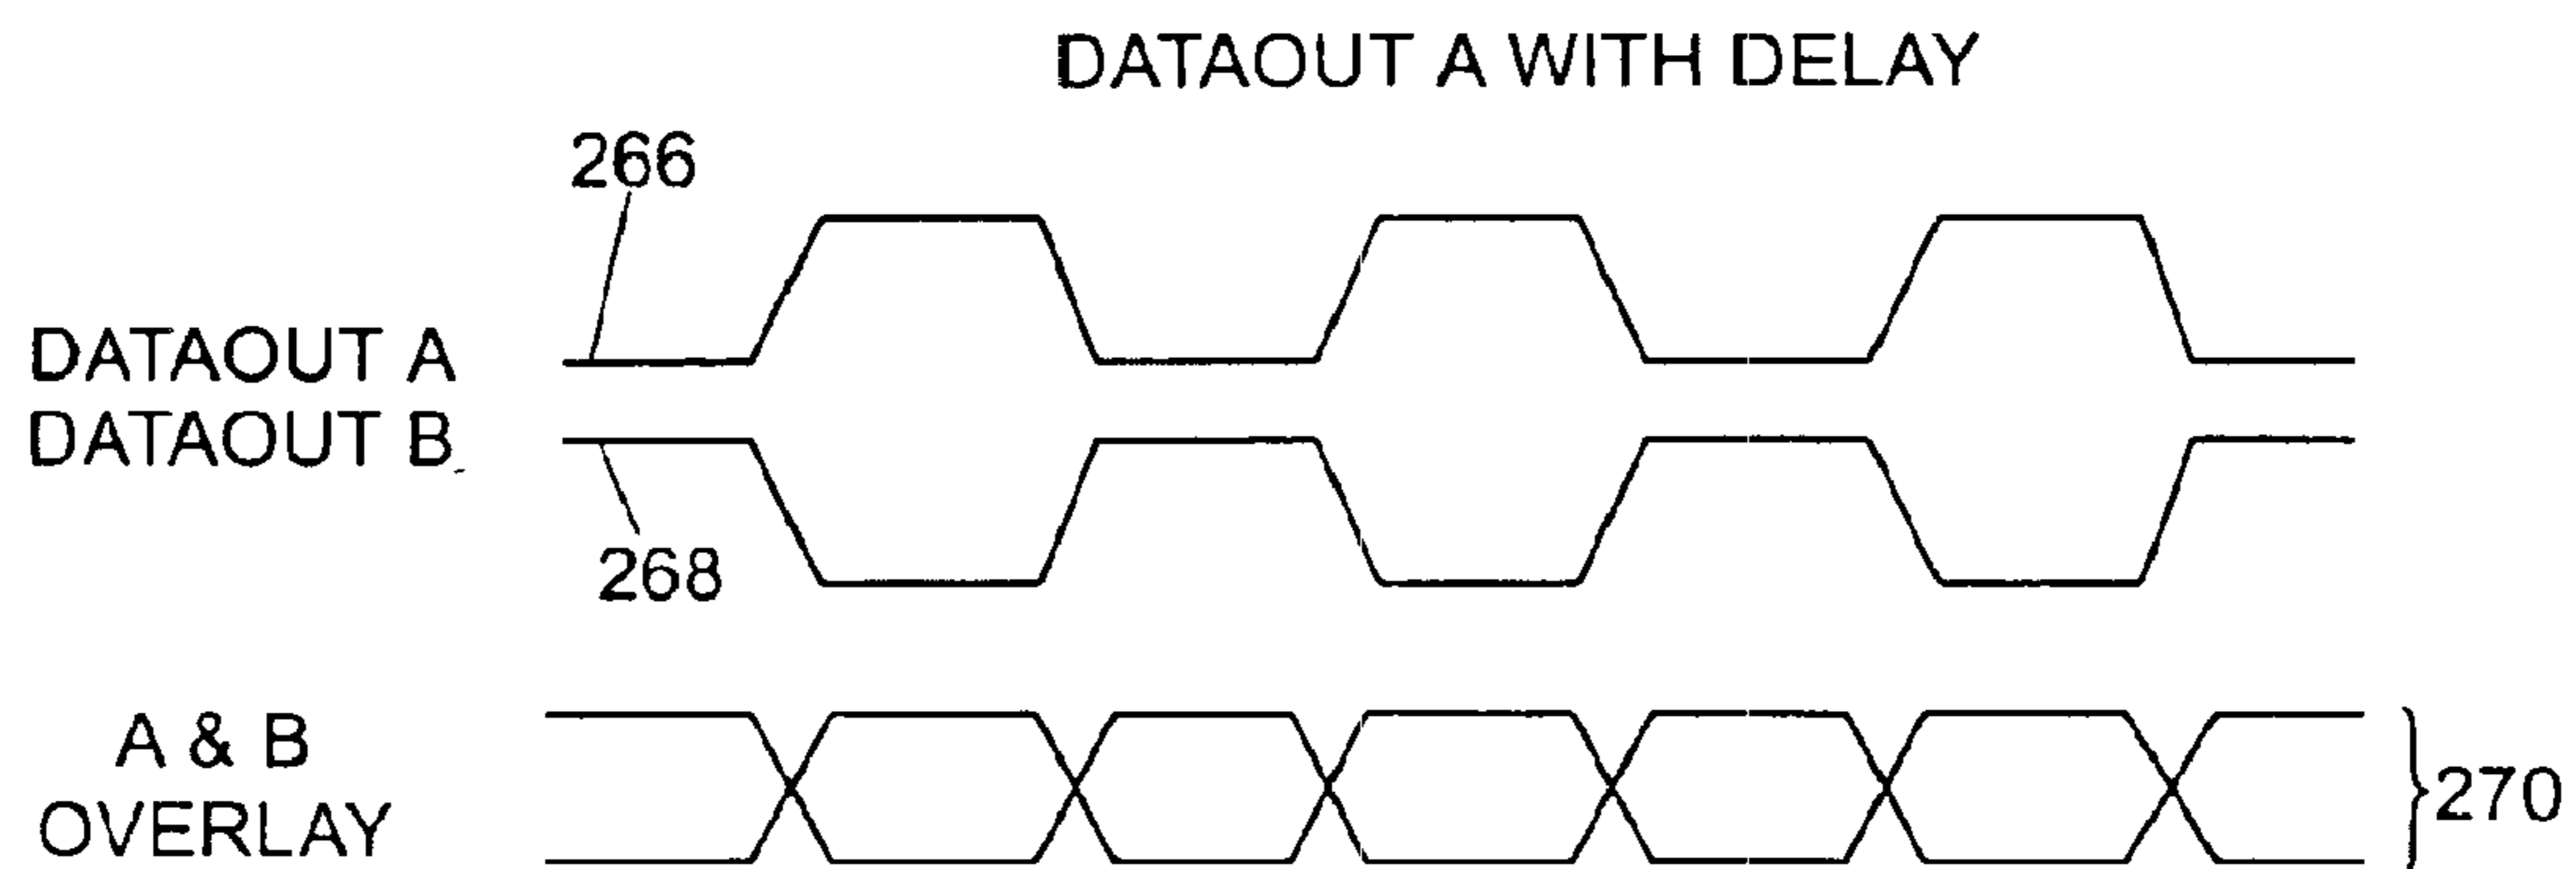 DATAOUT A WITH DELAY
266
DATAOUT A
DATAOUT B
268
A & B
OVERLAY
270